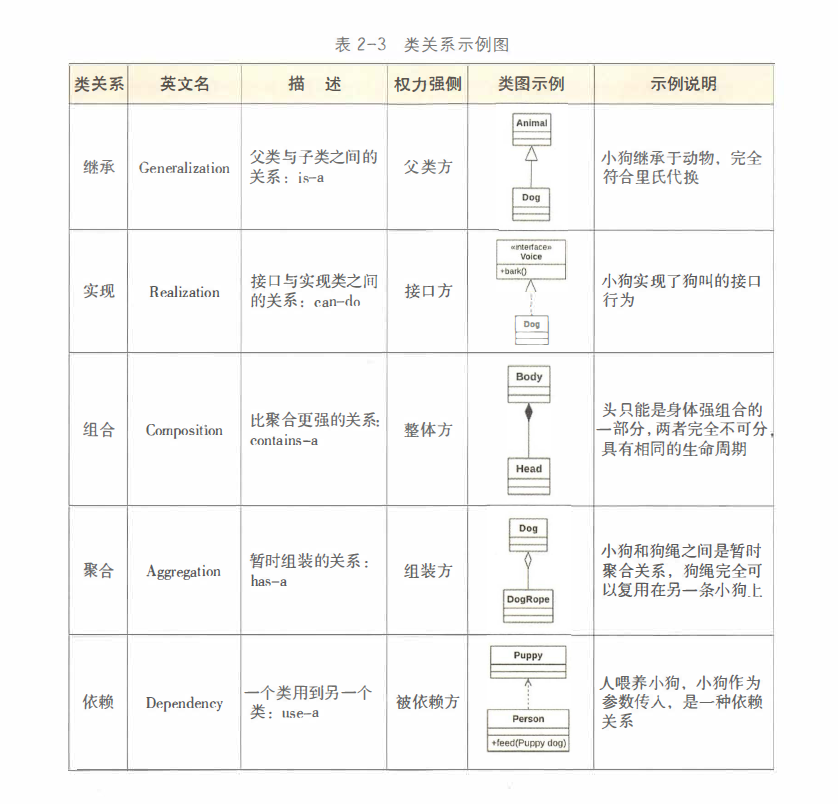 表 2-3 类关系示例图
类关系 英文名 描 述 权力强侧 类图示例 示例说明
继承 Generalization 父类与子类之间的
关系：is-a 父类方 Animal
Dog 小狗继承于动物，完全
符合里氏代换
实现 Realization 接口与实现类之间
的关系：can-do 接口方 «interface»
Voice
+bark()
Dog 小狗实现了狗叫的接口
行为
组合 Composition 比聚合更强的关系：
contains-a 整体方 Body
Head 头只能是身体强组合的
一部分，两者完全不可分，
具有相同的生命周期
聚合 Aggregation 暂时组装的关系：
has-a 组装方 Dog
DogRope 小狗和狗绳之间是暂时
聚合关系，狗绳完全可
以复用在另一条小狗上
依赖 Dependency 一个类用到另一个
类：use-a 被依赖方 Puppy
Person
+feed(Puppy dog) 人喂养小狗，小狗作为
参数传入，是一种依赖
关系